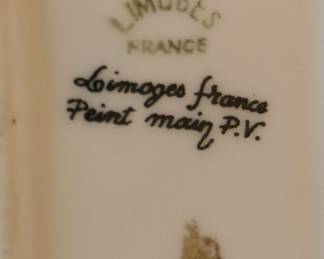 LIMOGES
FRANCE
Limoges france
Peint main P.V.